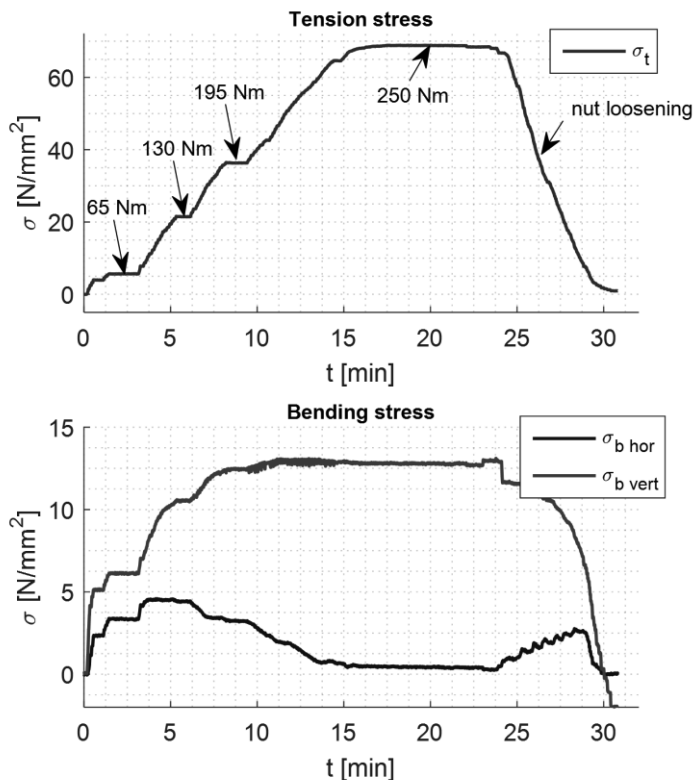 Tension stress
σt
60
40
20
0
σ [N/mm²]
65 Nm
130 Nm
195 Nm
250 Nm
nut loosening
0 5 10 15 20 25 30
t [min]
Bending stress
σb hor
σb vert
15
10
5
0
σ [N/mm²]
0 5 10 15 20 25 30
t [min]